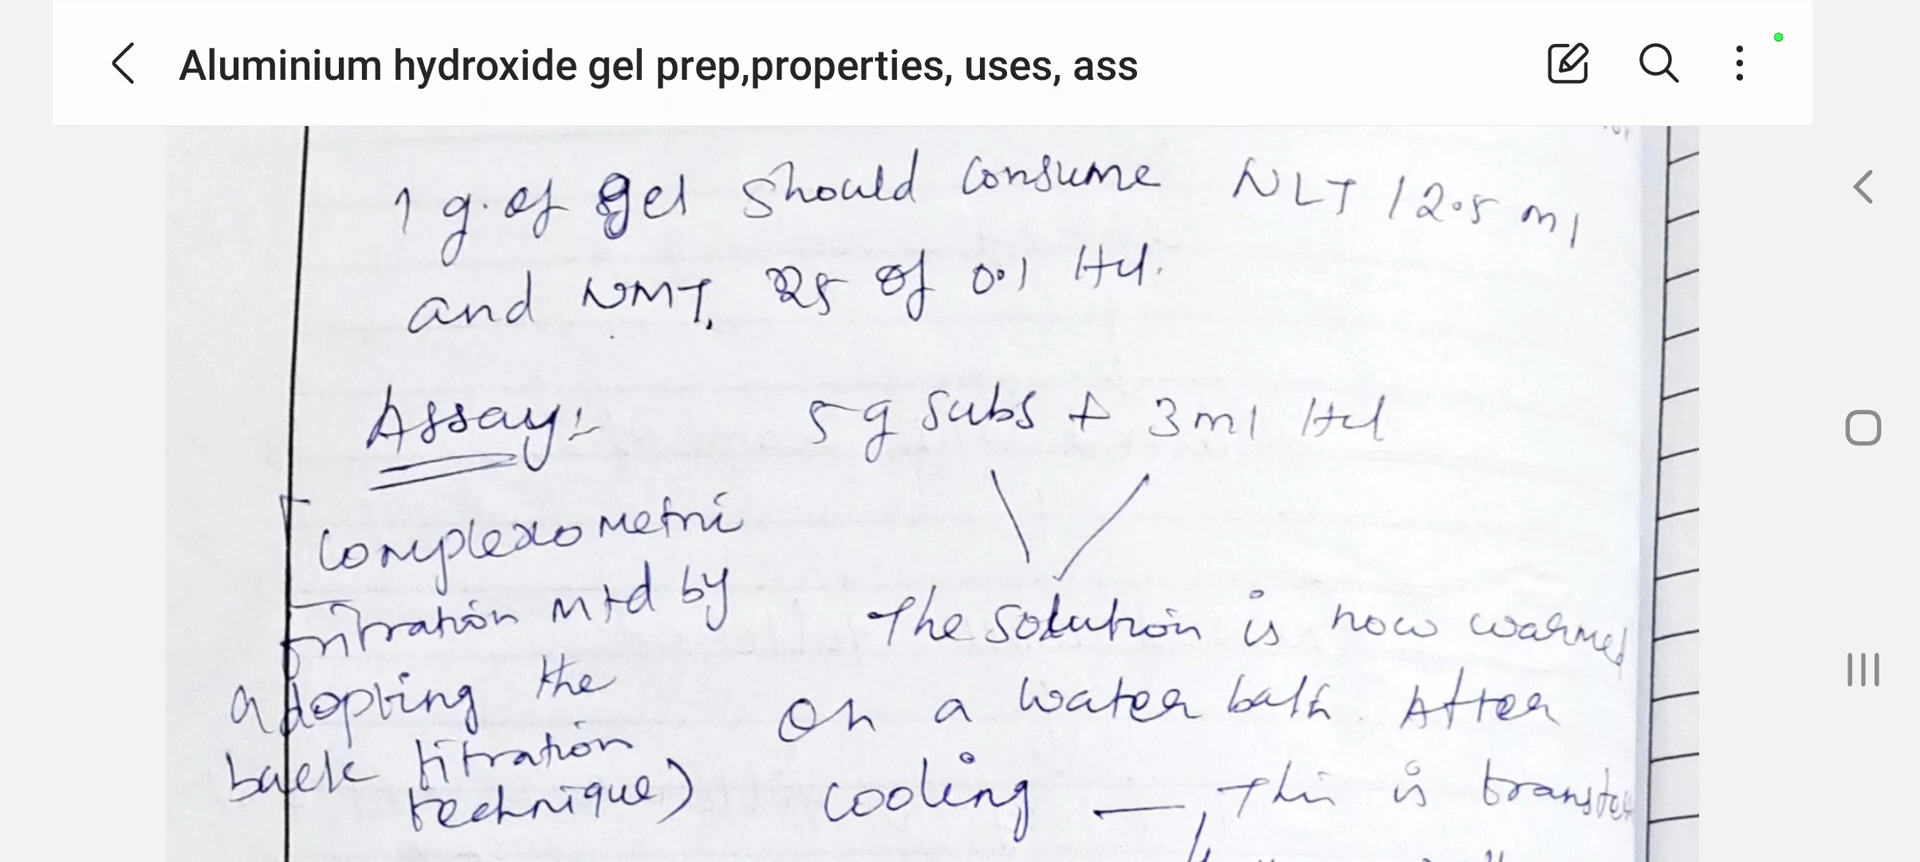 Aluminium hydroxide gel prep,properties, uses, ass
1 g. of gel should consume NLT 12.5 ml
and NMT, 25 of 0.1 Hcl.
Assay:- 5 g subs + 3 ml Hcl
Complexometri
titration mtd by
adopting the
back titration
technique)
The solution is now warmed
on a water bath. After
cooling — This is transfer